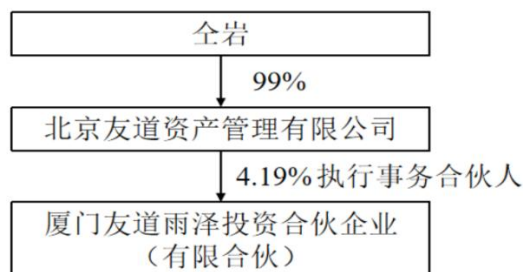 仝岩
99%
北京友道资产管理有限公司
4.19%执行事务合伙人
厦门友道雨泽投资合伙企业
（有限合伙）